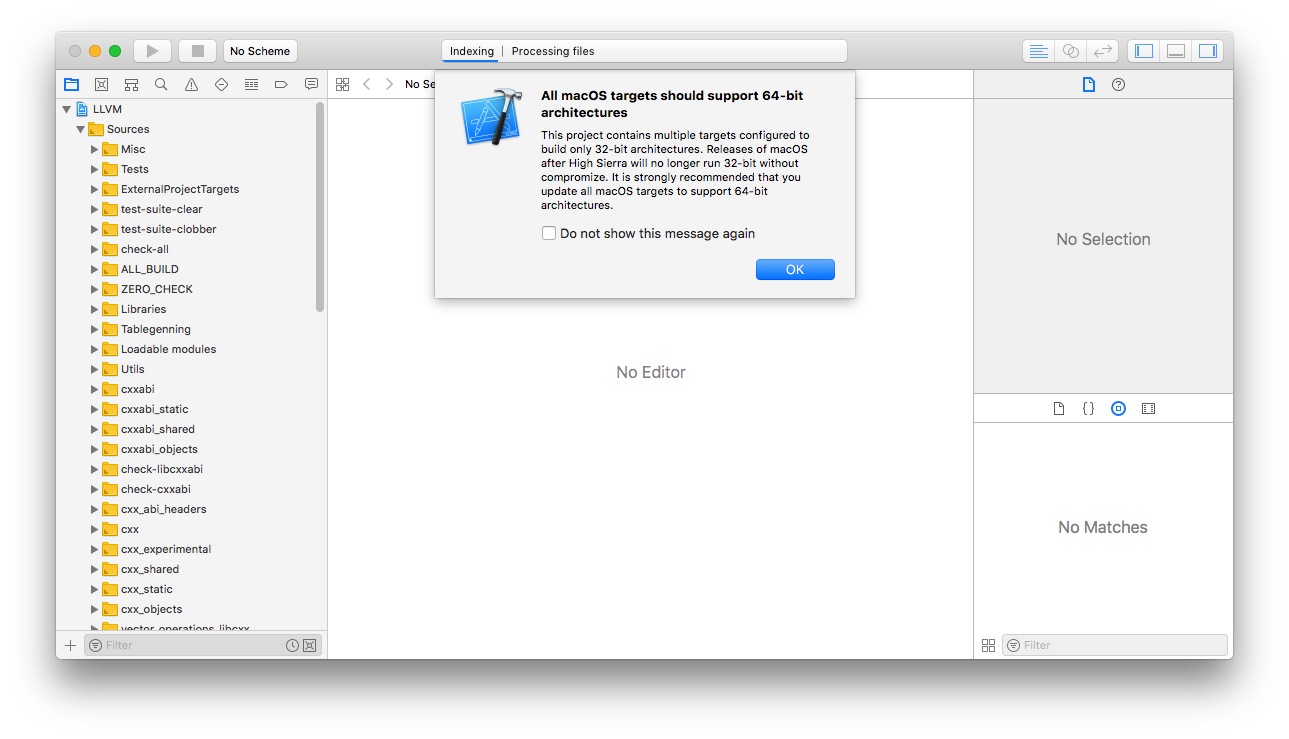 No Scheme
Indexing | Processing files
No Se
All macOS targets should support 64-bit
architectures
This project contains multiple targets configured to
build only 32-bit architectures. Releases of macOS
after High Sierra will no longer run 32-bit without
compromize. It is strongly recommended that you
update all macOS targets to support 64-bit
architectures.
Do not show this message again
OK
LLVM
Sources
Misc
Tests
ExternalProjectTargets
test-suite-clear
test-suite-clobber
check-all
ALL_BUILD
ZERO_CHECK
Libraries
Tablegenning
Loadable modules
Utils
cxxabi
cxxabi_static
cxxabi_shared
cxxabi_objects
check-libcxxabi
check-cxxabi
cxx_abi_headers
cxx
cxx_experimental
cxx_shared
cxx_static
cxx_objects
vector_operations_libcxx
Filter
No Editor
No Selection
No Matches
Filter